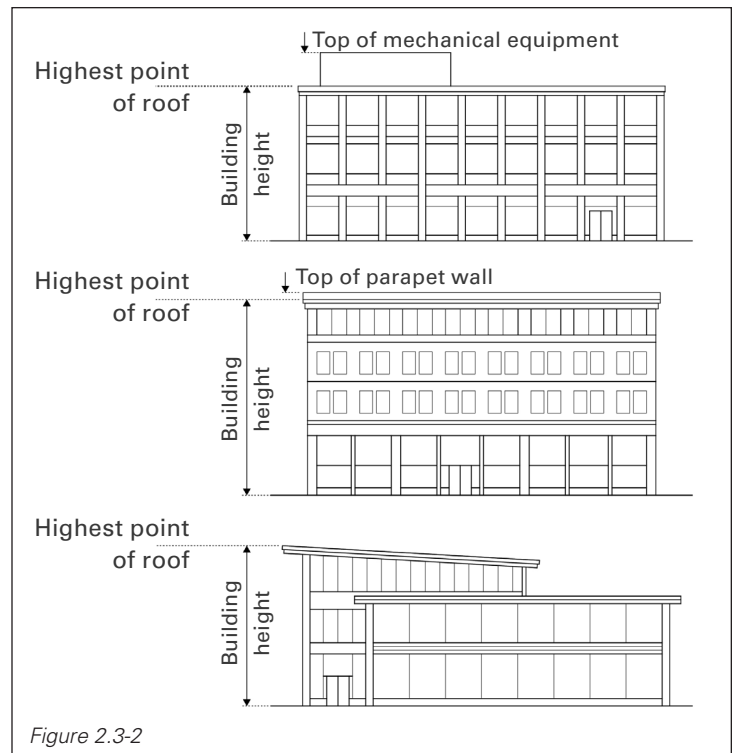 Top of mechanical equipment
Highest point
of roof
Building
height
Top of parapet wall
Highest point
of roof
Building
height
Highest point
of roof
Building
height
Figure 2.3-2